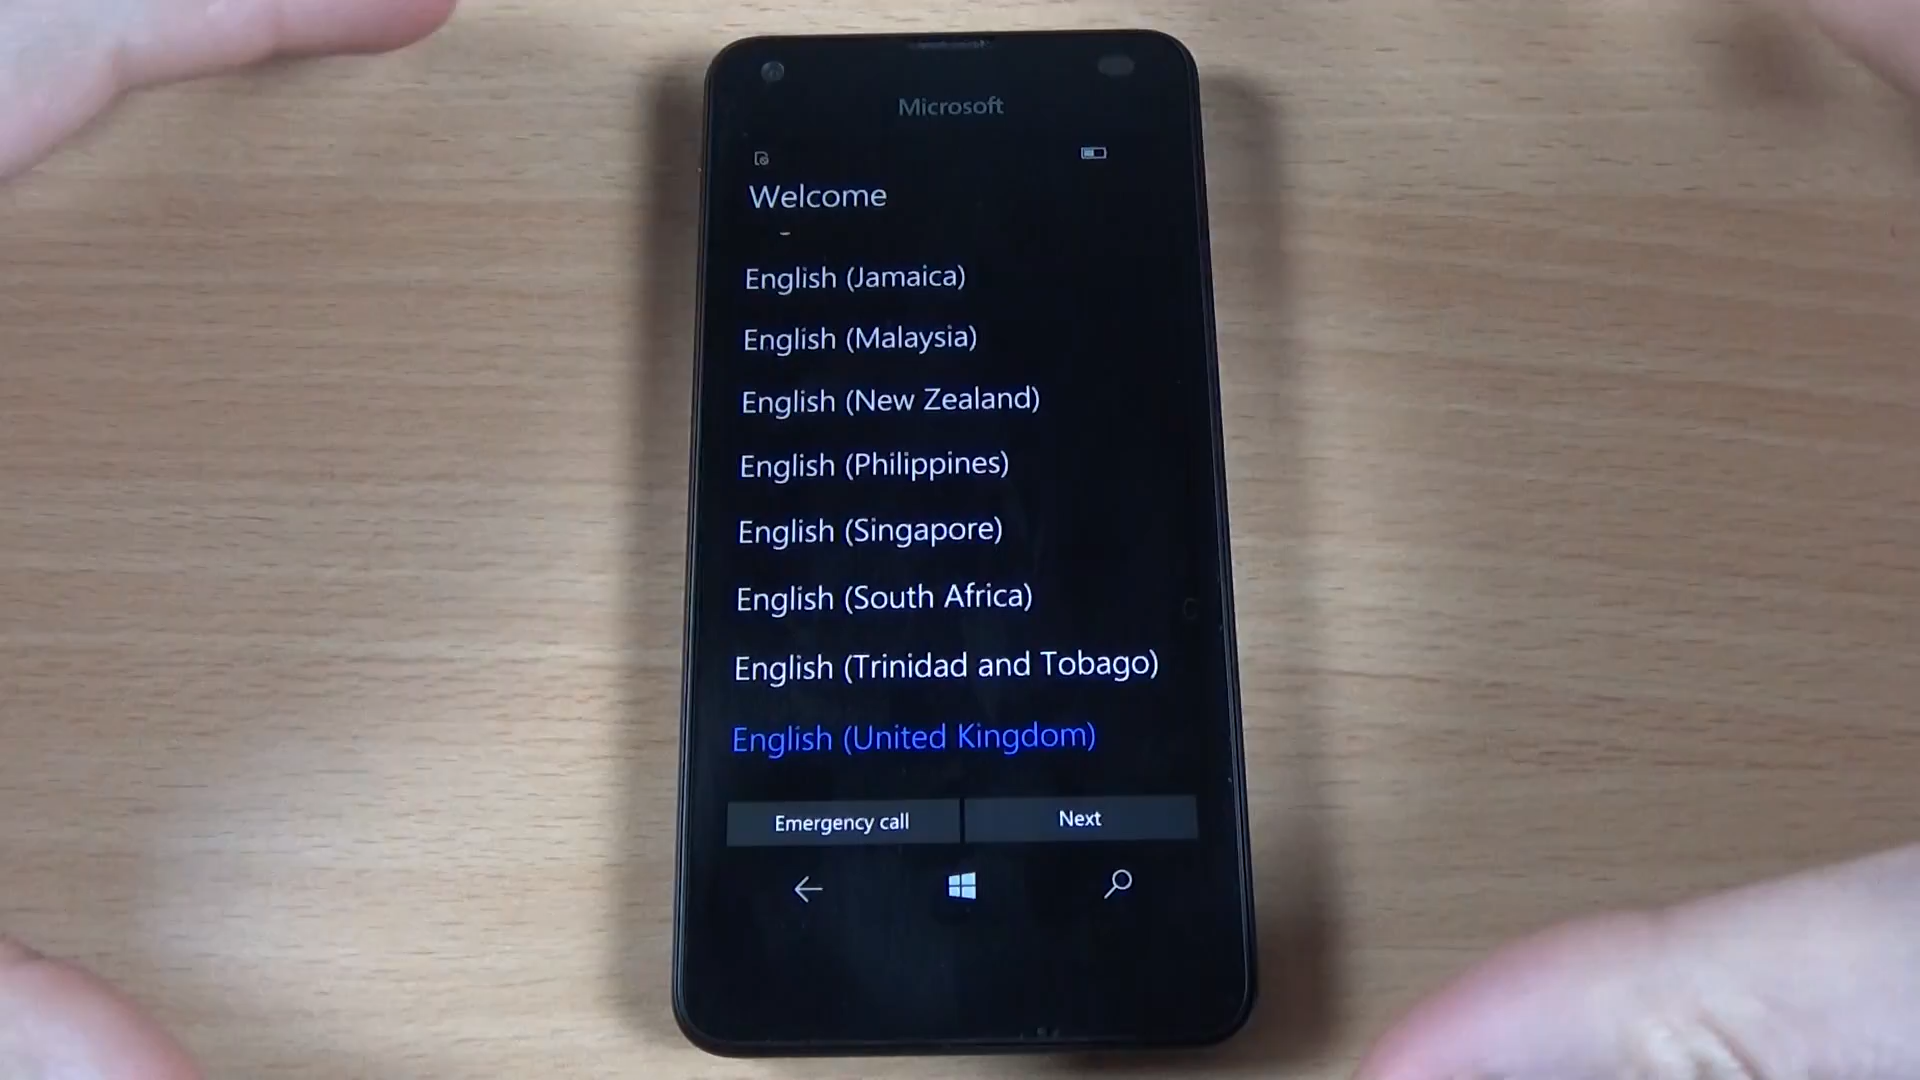 Microsoft
Welcome
English (Jamaica)
English (Malaysia)
English (New Zealand)
English (Philippines)
English (Singapore)
English (South Africa)
English (Trinidad and Tobago)
English (United Kingdom)
Emergency call
Next